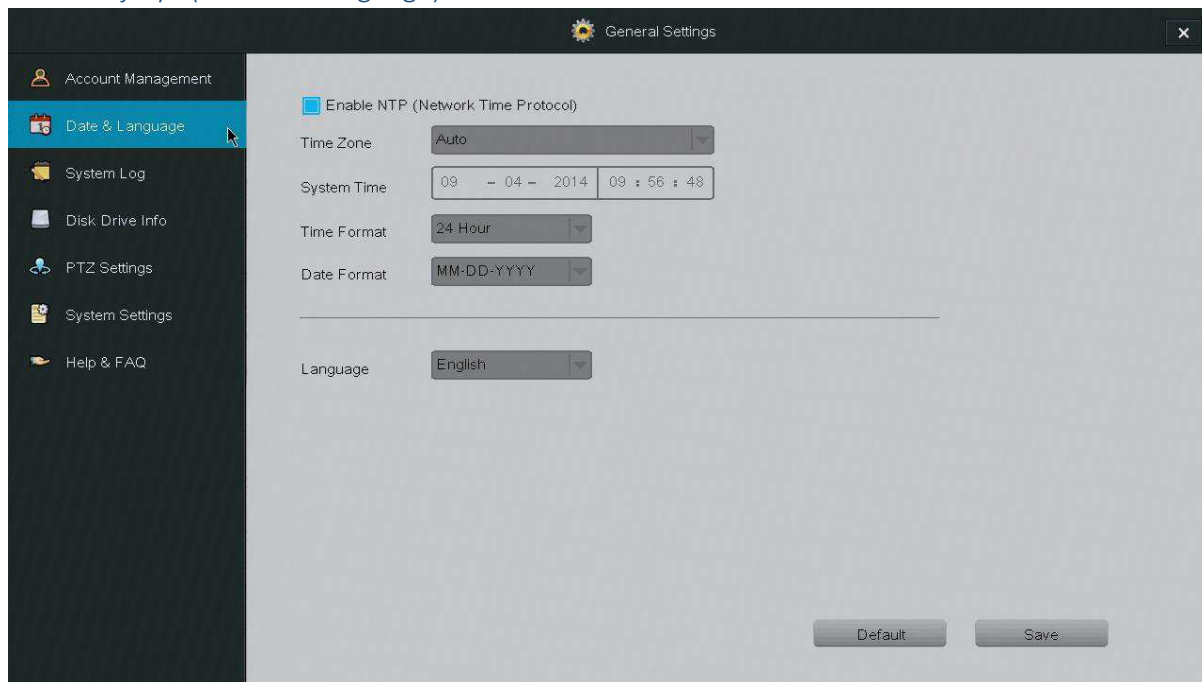 General Settings
Account Management
Date & Language
System Log
Disk Drive Info
PTZ Settings
System Settings
Help & FAQ
Enable NTP (Network Time Protocol)
Time Zone Auto
System Time 09 - 04 - 2014 09 : 56 : 48
Time Format 24 Hour
Date Format MM-DD-YYYY
Language English
Default Save